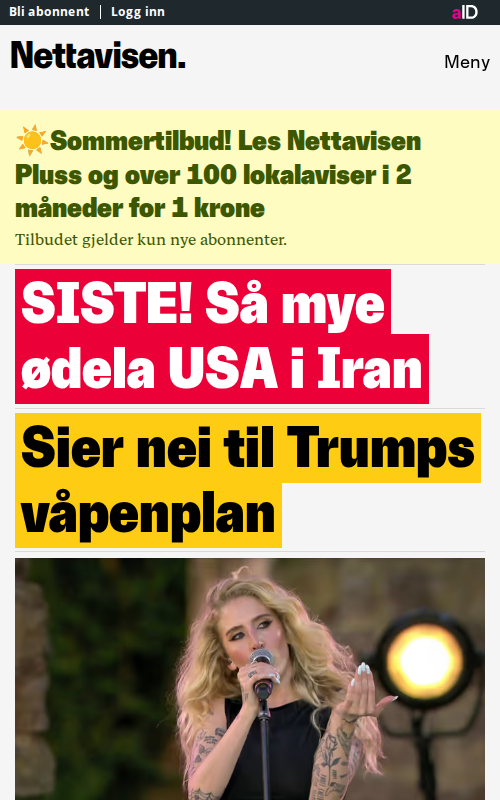 Bli abonnent | Logg inn
aID
Nettavisen.
Meny
☀️Sommertilbud! Les Nettavisen
Pluss og over 100 lokalaviser i 2
måneder for 1 krone
Tilbudet gjelder kun nye abonnenter.
SISTE! Så mye
ødela USA i Iran
Sier nei til Trumps
våpenplan